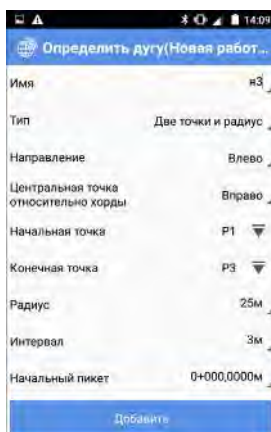 14:09
Определить дугу(Новая работ...
Имя н3
Тип Две точки и радиус
Направление Влево
Центральная точка
относительно хорды Вправо
Начальная точка P1
Конечная точка P3
Радиус 25м
Интервал 3м
Начальный пикет 0+000,0000м
Добавить